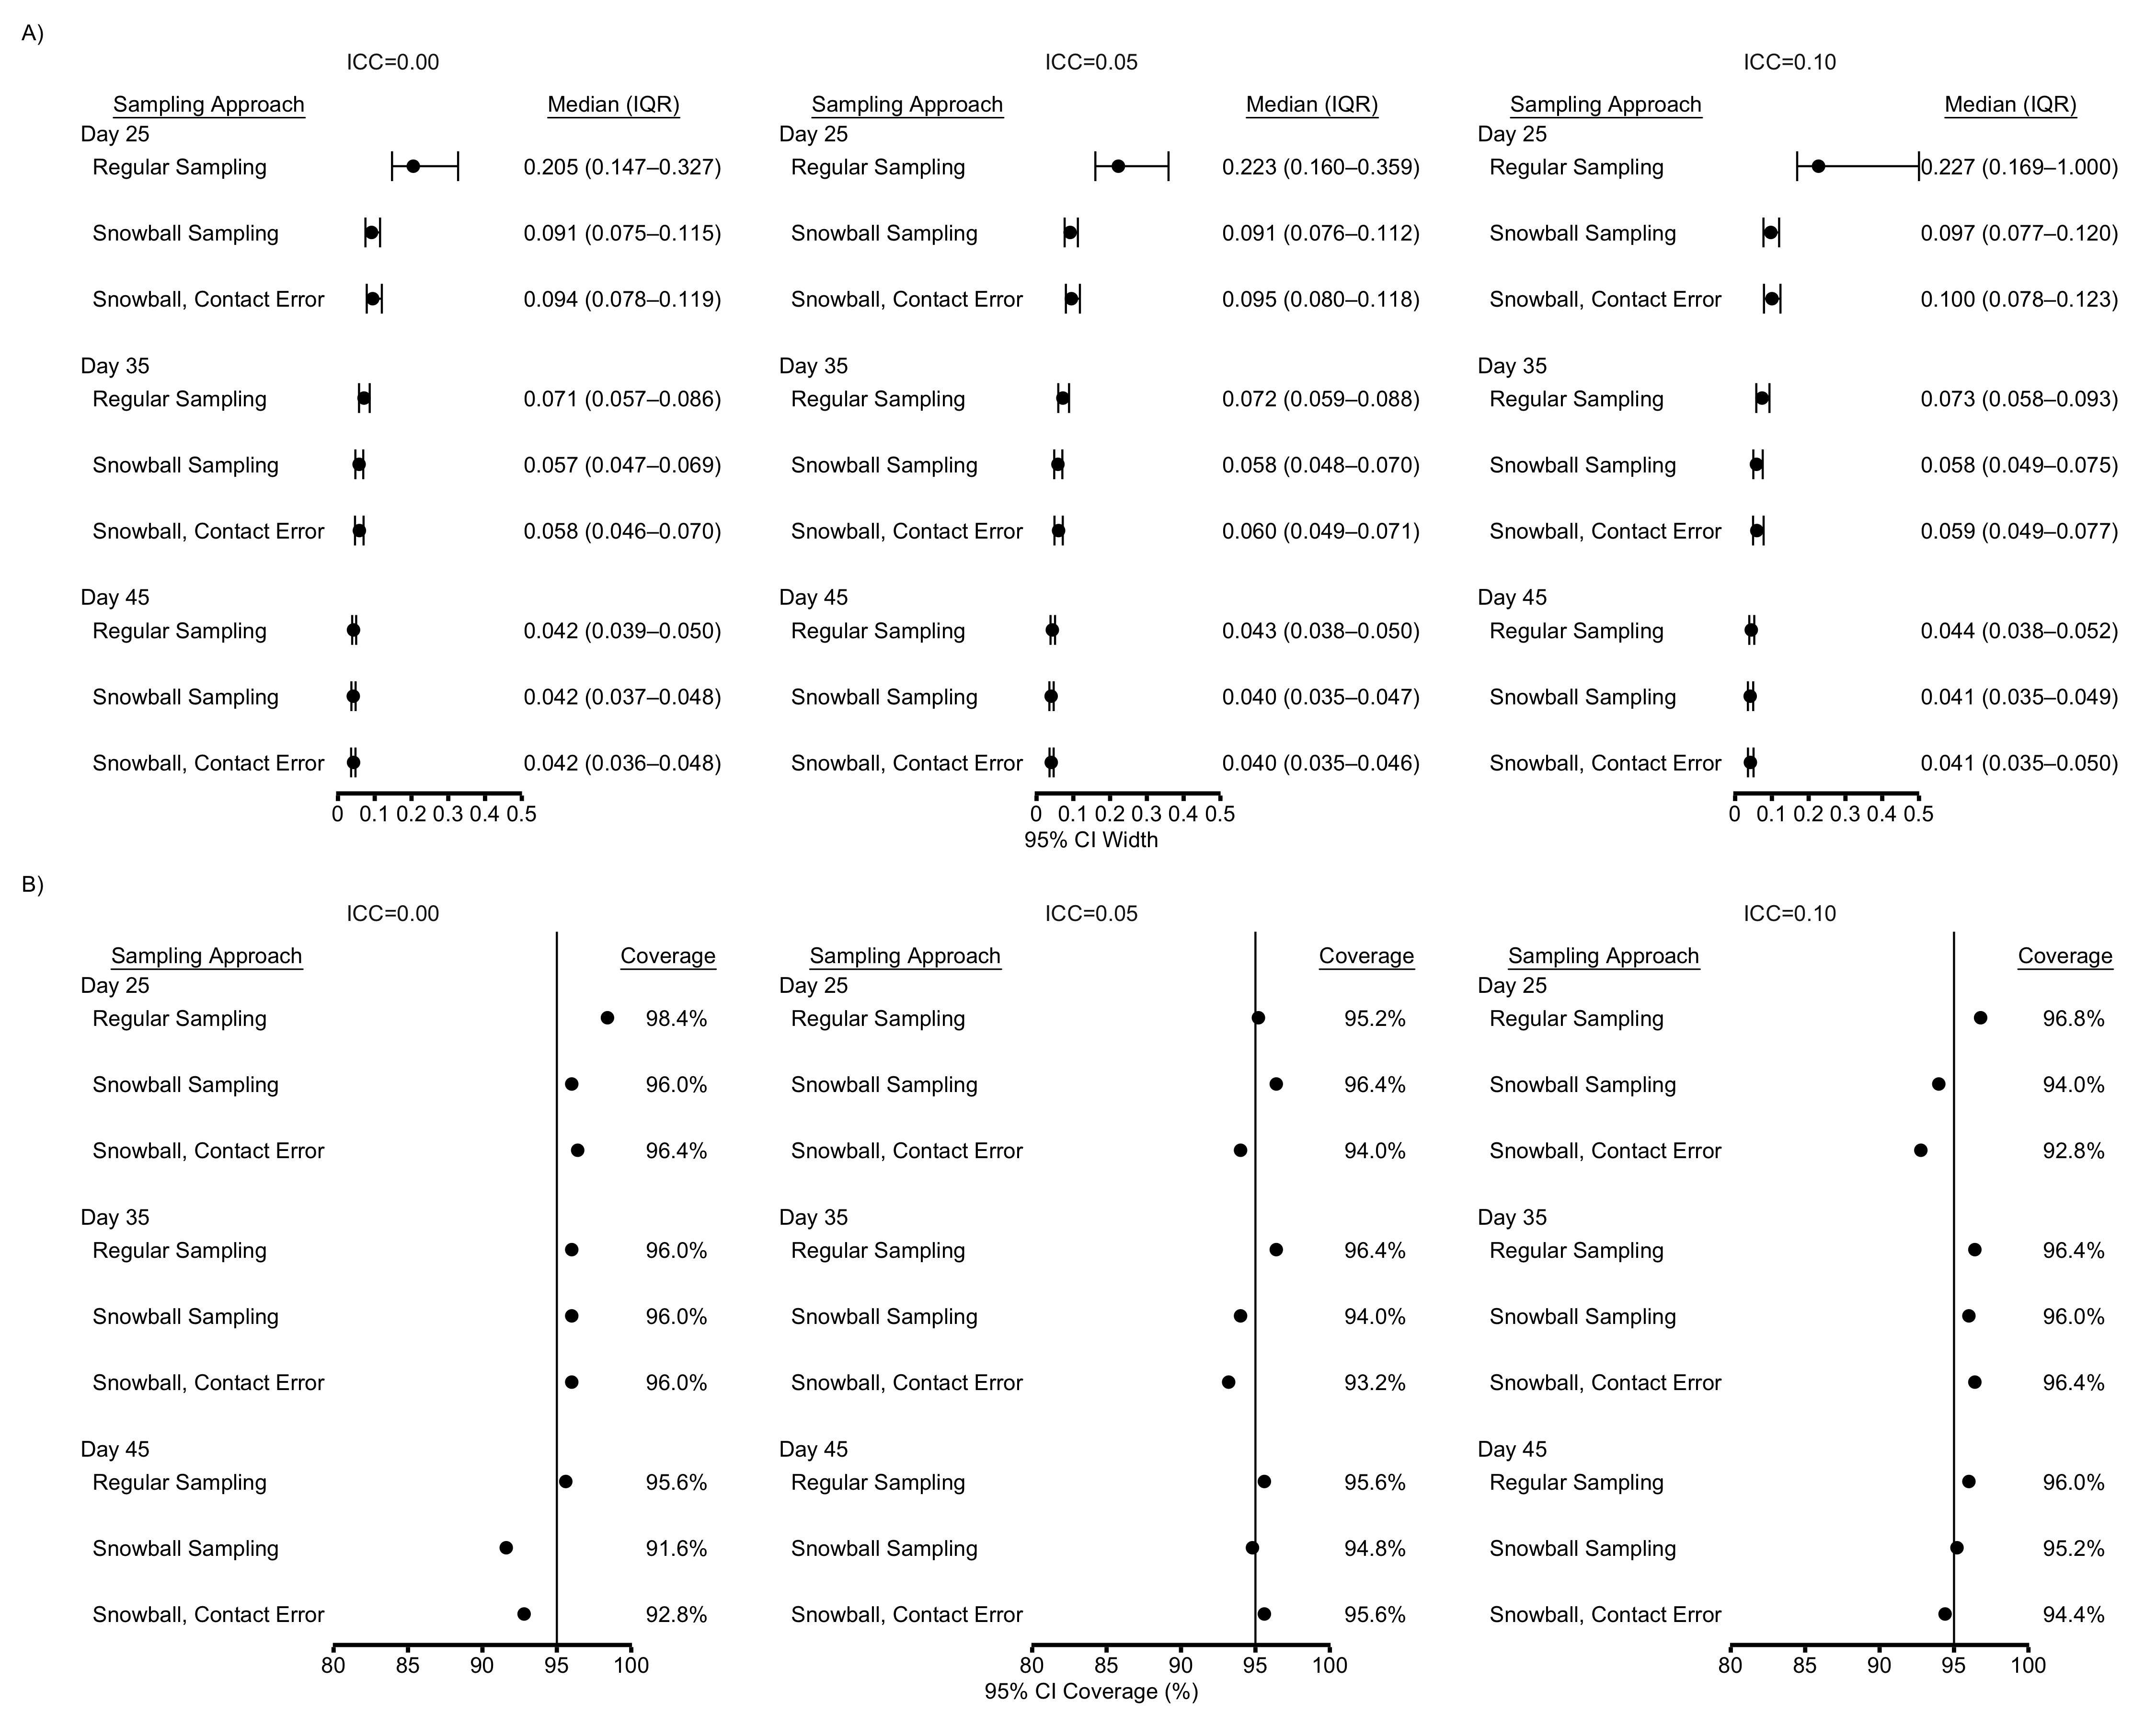 A)
ICC=0.00 ICC=0.05 ICC=0.10
Sampling Approach Median (IQR) Sampling Approach Median (IQR) Sampling Approach Median (IQR)
Day 25 Day 25 Day 25
Regular Sampling 0.205 (0.147–0.327) Regular Sampling 0.223 (0.160–0.359) Regular Sampling 0.227 (0.169–1.000)
Snowball Sampling 0.091 (0.075–0.115) Snowball Sampling 0.091 (0.076–0.112) Snowball Sampling 0.097 (0.077–0.120)
Snowball, Contact Error 0.094 (0.078–0.119) Snowball, Contact Error 0.095 (0.080–0.118) Snowball, Contact Error 0.100 (0.078–0.123)
Day 35 Day 35 Day 35
Regular Sampling 0.071 (0.057–0.086) Regular Sampling 0.072 (0.059–0.088) Regular Sampling 0.073 (0.058–0.093)
Snowball Sampling 0.057 (0.047–0.069) Snowball Sampling 0.058 (0.048–0.070) Snowball Sampling 0.058 (0.049–0.075)
Snowball, Contact Error 0.058 (0.046–0.070) Snowball, Contact Error 0.060 (0.049–0.071) Snowball, Contact Error 0.059 (0.049–0.077)
Day 45 Day 45 Day 45
Regular Sampling 0.042 (0.039–0.050) Regular Sampling 0.043 (0.038–0.050) Regular Sampling 0.044 (0.038–0.052)
Snowball Sampling 0.042 (0.037–0.048) Snowball Sampling 0.040 (0.035–0.047) Snowball Sampling 0.041 (0.035–0.049)
Snowball, Contact Error 0.042 (0.036–0.048) Snowball, Contact Error 0.040 (0.035–0.046) Snowball, Contact Error 0.041 (0.035–0.050)
0 0.1 0.2 0.3 0.4 0.5 0 0.1 0.2 0.3 0.4 0.5 0 0.1 0.2 0.3 0.4 0.5
95% CI Width
B)
ICC=0.00 ICC=0.05 ICC=0.10
Sampling Approach Coverage Sampling Approach Coverage Sampling Approach Coverage
Day 25 Day 25 Day 25
Regular Sampling 98.4% Regular Sampling 95.2% Regular Sampling 96.8%
Snowball Sampling 96.0% Snowball Sampling 96.4% Snowball Sampling 94.0%
Snowball, Contact Error 96.4% Snowball, Contact Error 94.0% Snowball, Contact Error 92.8%
Day 35 Day 35 Day 35
Regular Sampling 96.0% Regular Sampling 96.4% Regular Sampling 96.4%
Snowball Sampling 96.0% Snowball Sampling 94.0% Snowball Sampling 96.0%
Snowball, Contact Error 96.0% Snowball, Contact Error 93.2% Snowball, Contact Error 96.4%
Day 45 Day 45 Day 45
Regular Sampling 95.6% Regular Sampling 95.6% Regular Sampling 96.0%
Snowball Sampling 91.6% Snowball Sampling 94.8% Snowball Sampling 95.2%
Snowball, Contact Error 92.8% Snowball, Contact Error 95.6% Snowball, Contact Error 94.4%
80 85 90 95 100 80 85 90 95 100 80 85 90 95 100
95% CI Coverage (%)